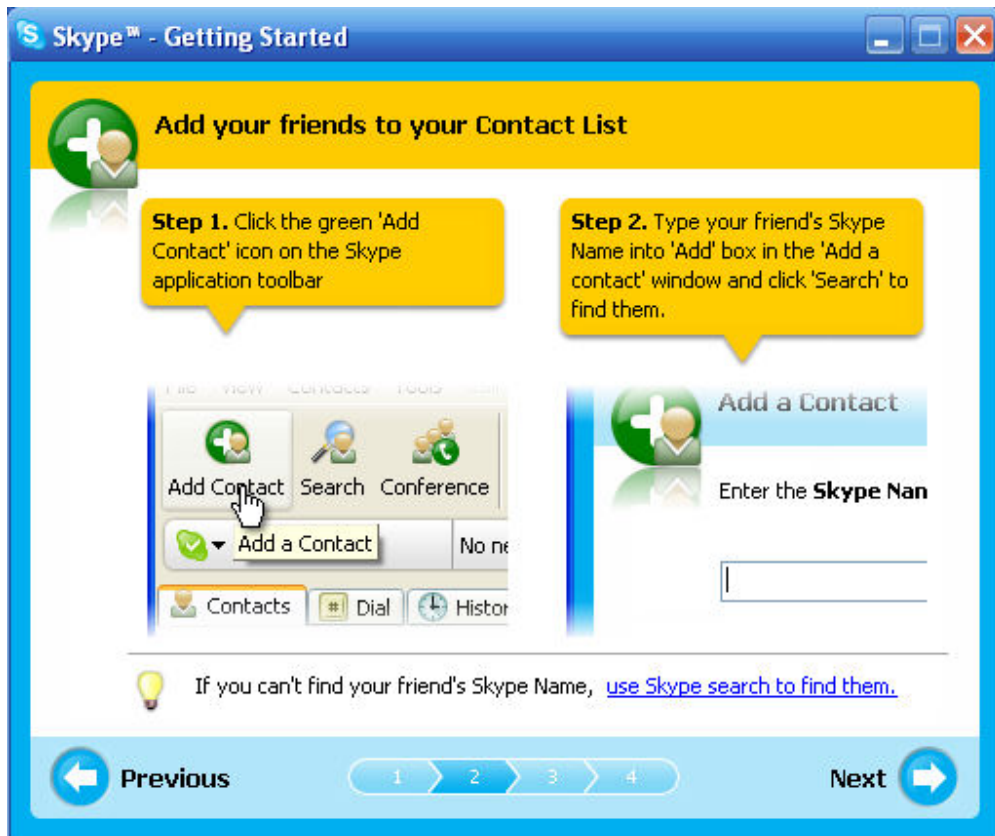 Skype™ - Getting Started
Add your friends to your Contact List
Step 1. Click the green 'Add
Contact' icon on the Skype
application toolbar
Step 2. Type your friend's Skype
Name into 'Add' box in the 'Add a
contact' window and click 'Search' to
find them.
File View Contacts Tools
Add Contact Search Conference
Add a Contact
No ne
Contacts # Dial Histor
Add a Contact
Enter the Skype Nan
If you can't find your friend's Skype Name, use Skype search to find them.
Previous 1 2 3 4 Next